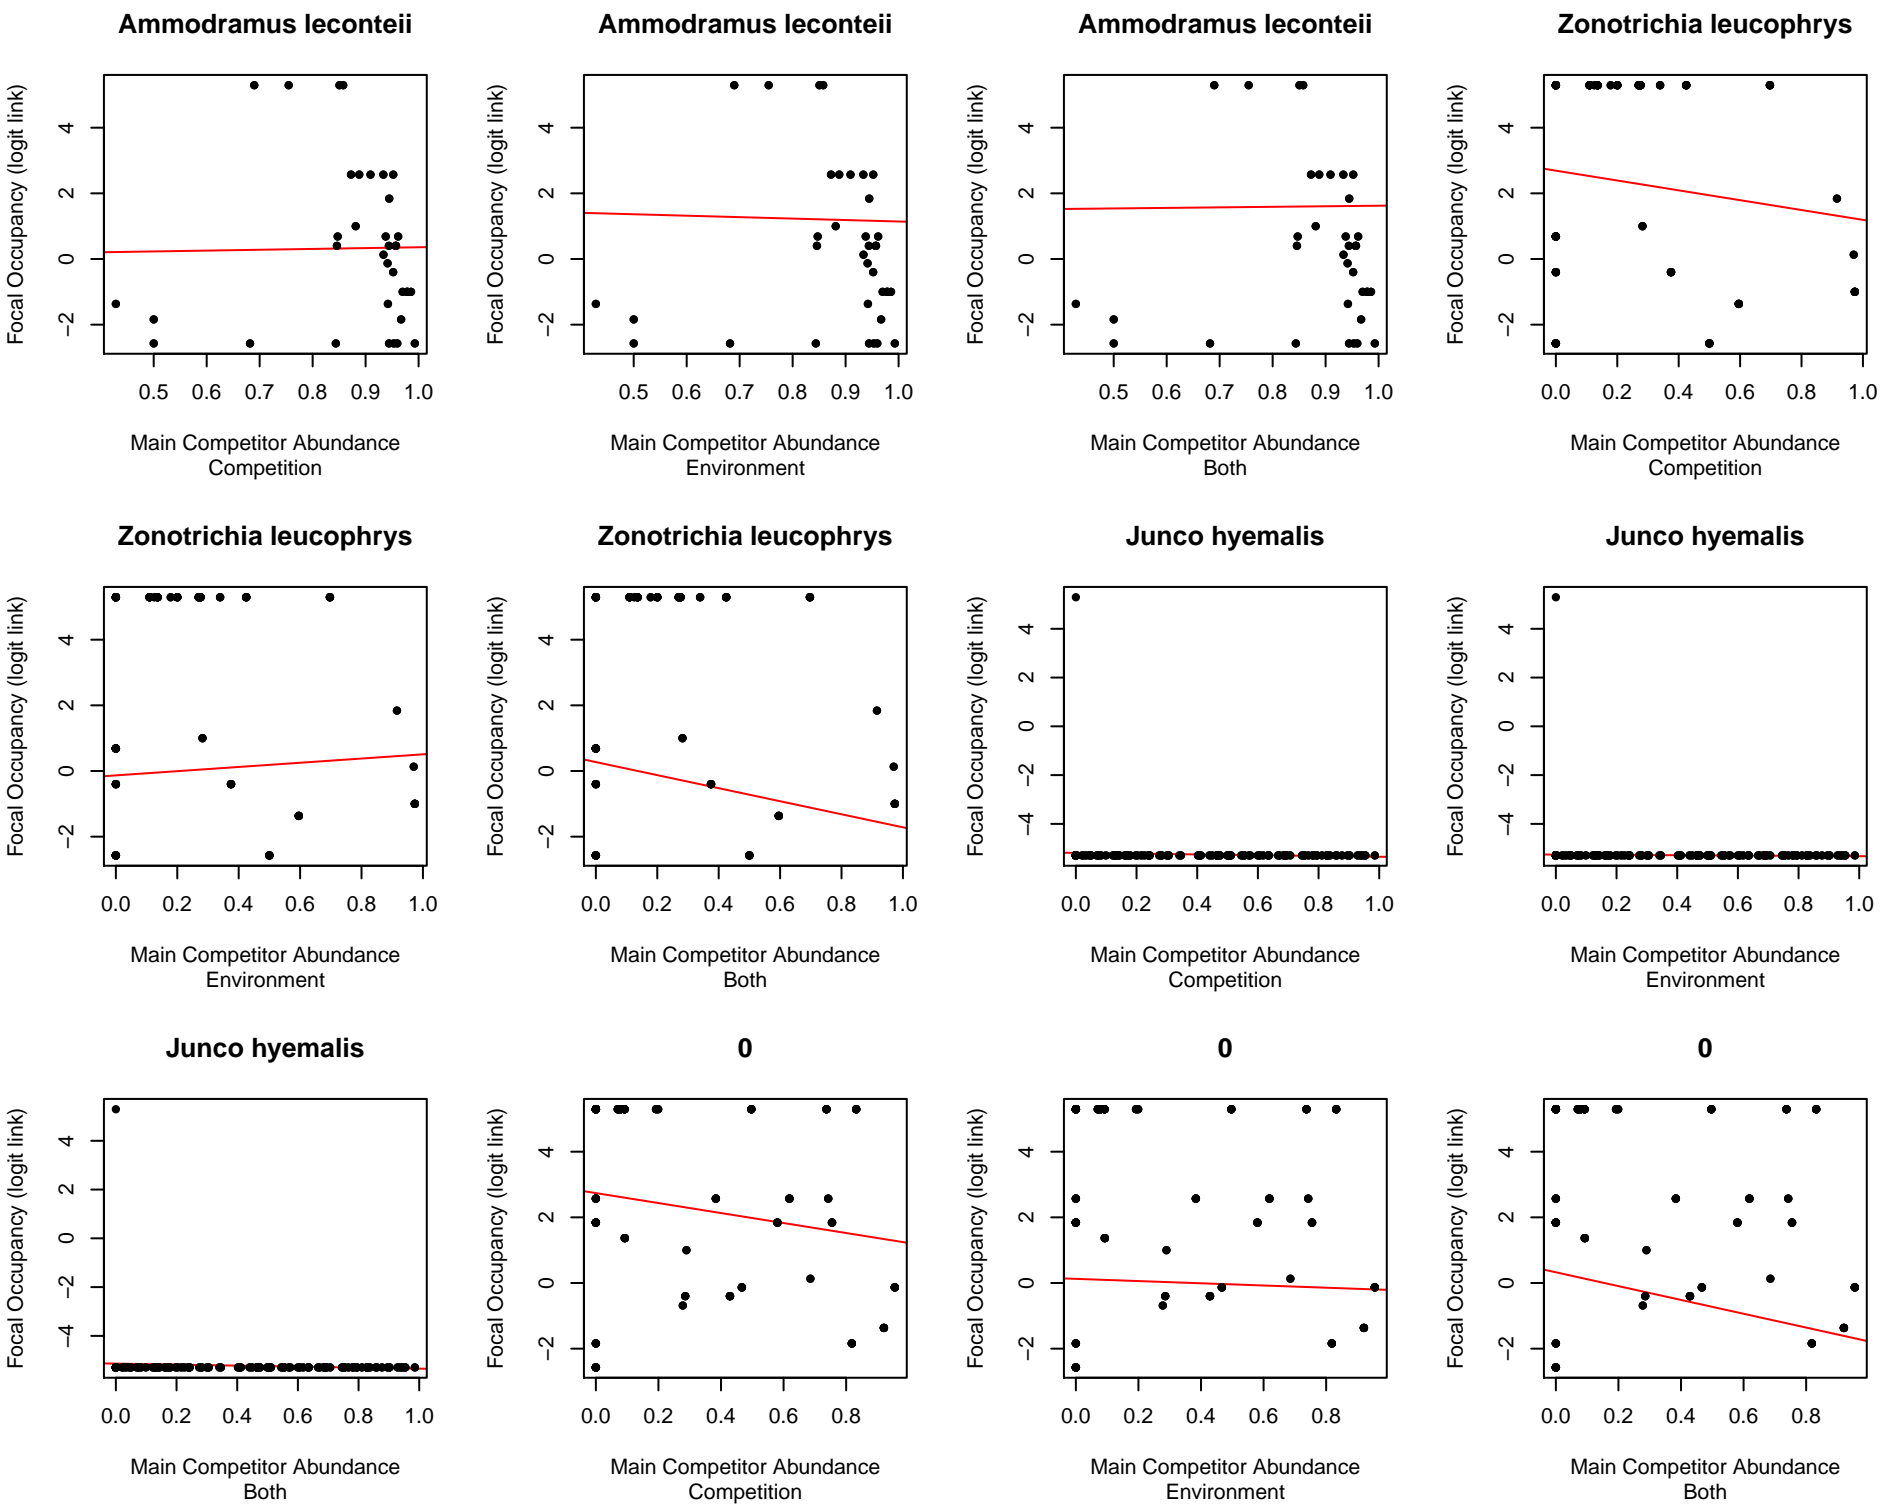 Ammodramus leconteii
Focal Occupancy (logit link)
4
2
0
−2
0.5 0.6 0.7 0.8 0.9 1.0
Main Competitor Abundance
Competition
Ammodramus leconteii
Focal Occupancy (logit link)
4
2
0
−2
0.5 0.6 0.7 0.8 0.9 1.0
Main Competitor Abundance
Environment
Ammodramus leconteii
Focal Occupancy (logit link)
4
2
0
−2
0.5 0.6 0.7 0.8 0.9 1.0
Main Competitor Abundance
Both
Zonotrichia leucophrys
Focal Occupancy (logit link)
4
2
0
−2
0.0 0.2 0.4 0.6 0.8 1.0
Main Competitor Abundance
Competition
Zonotrichia leucophrys
Focal Occupancy (logit link)
4
2
0
−2
0.0 0.2 0.4 0.6 0.8 1.0
Main Competitor Abundance
Environment
Zonotrichia leucophrys
Focal Occupancy (logit link)
4
2
0
−2
0.0 0.2 0.4 0.6 0.8 1.0
Main Competitor Abundance
Both
Junco hyemalis
Focal Occupancy (logit link)
4
2
0
−2
−4
0.0 0.2 0.4 0.6 0.8 1.0
Main Competitor Abundance
Competition
Junco hyemalis
Focal Occupancy (logit link)
4
2
0
−2
−4
0.0 0.2 0.4 0.6 0.8 1.0
Main Competitor Abundance
Environment
Junco hyemalis
Focal Occupancy (logit link)
4
2
0
−2
−4
0.0 0.2 0.4 0.6 0.8 1.0
Main Competitor Abundance
Both
0
Focal Occupancy (logit link)
4
2
0
−2
0.0 0.2 0.4 0.6 0.8
Main Competitor Abundance
Competition
0
Focal Occupancy (logit link)
4
2
0
−2
0.0 0.2 0.4 0.6 0.8
Main Competitor Abundance
Environment
0
Focal Occupancy (logit link)
4
2
0
−2
0.0 0.2 0.4 0.6 0.8
Main Competitor Abundance
Both